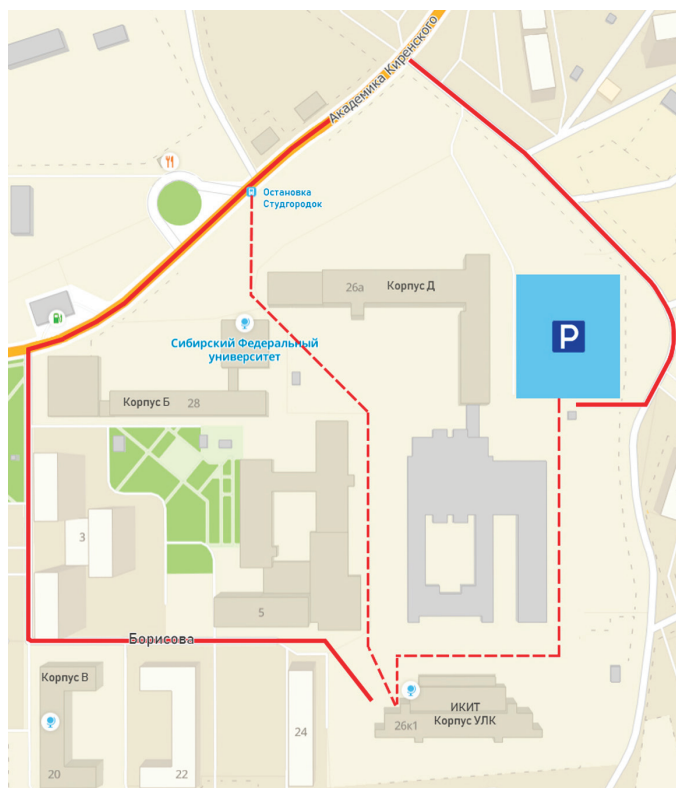 Академика Киренского
Остановка
Студгородок
26а
Корпус Д
P
Сибирский Федеральный
университет
Корпус Б
28
3
5
Борисова
Корпус В
ИКИТ
Корпус УЛК
26к1
24
20
22